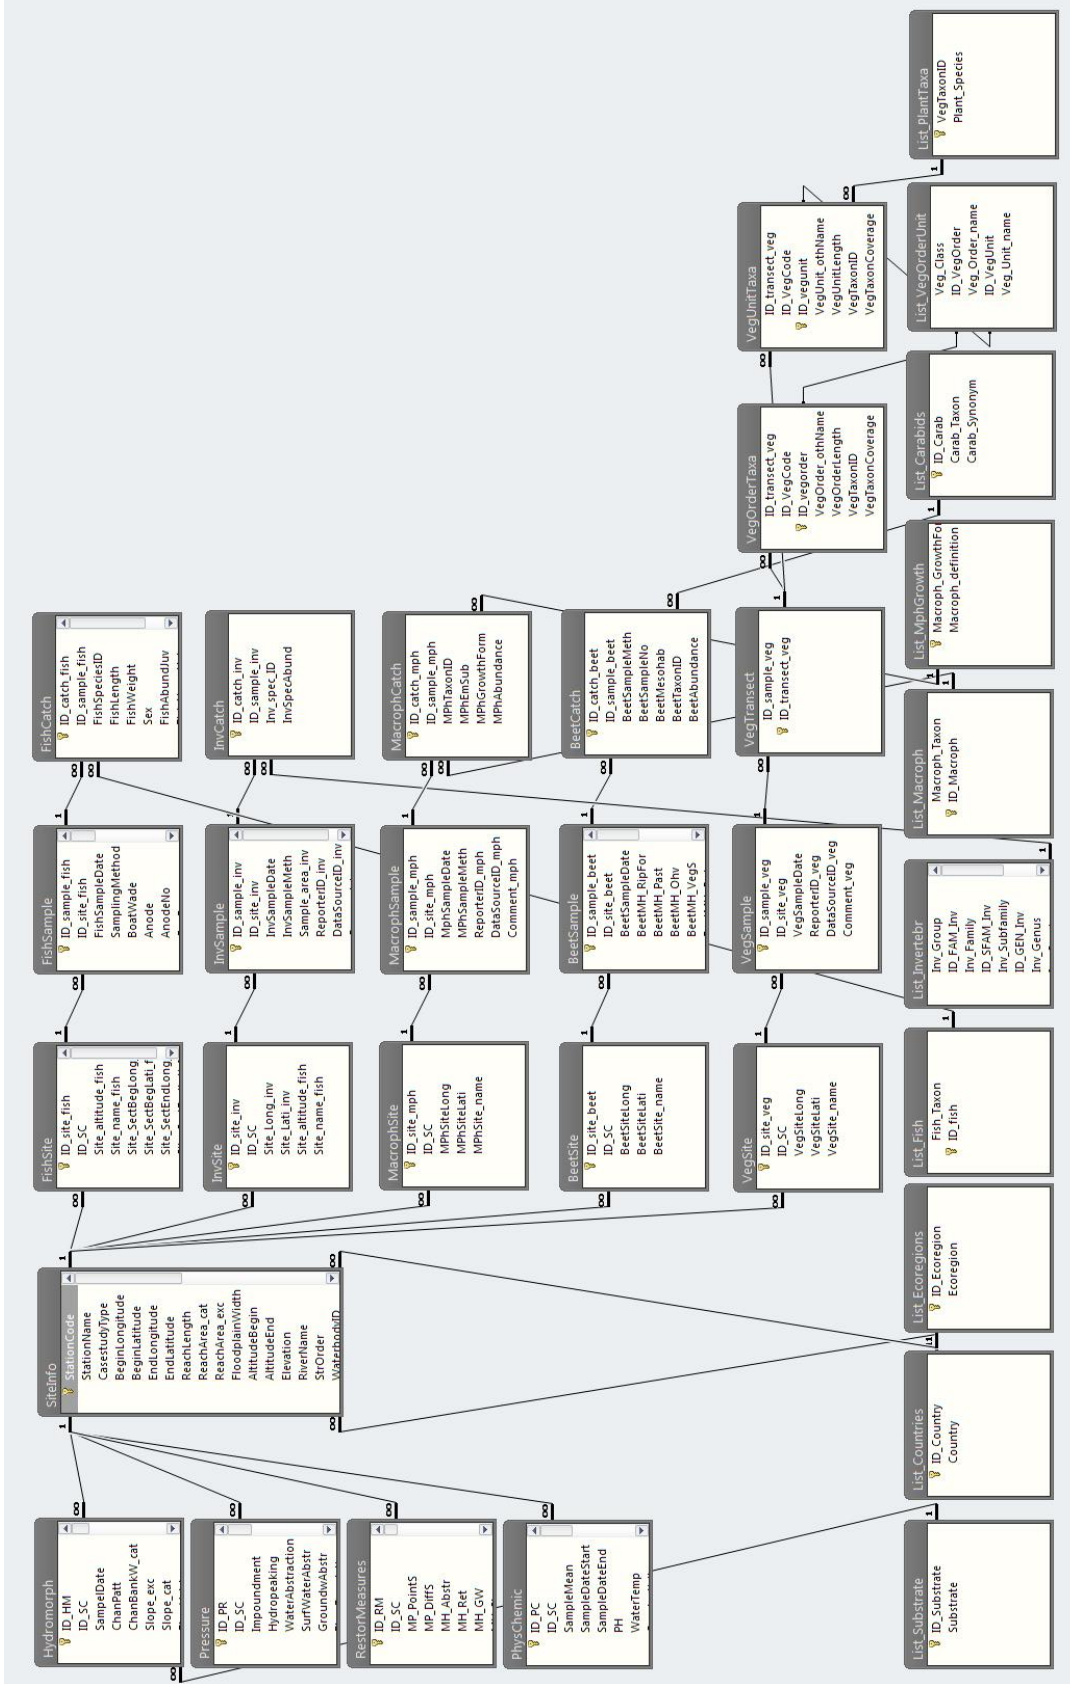 Hydromorph
ID_HM
ID_SC
SampelDate
ChanPatt
ChanBankW_cat
Slope_exc
Slope_cat
Pressure
ID_PR
ID_SC
Impoundment
Hydropeaking
WaterAbstraction
SurfWaterAbstr
GroundwAbstr
RestorMeasures
ID_RM
ID_SC
MP_PointS
MP_DiffS
MH_Abstr
MH_Ret
MH_GW
PhysChemic
ID_PC
ID_SC
SampleMean
SampleDateStart
SampleDateEnd
PH
WaterTemp
SiteInfo
StationCode
StationName
CasestudyType
BeginLongitude
BeginLatitude
EndLongitude
EndLatitude
ReachLength
ReachArea_cat
ReachArea_exc
FloodplainWidth
AltitudeBegin
AltitudeEnd
Elevation
RiverName
StrOrder
WaterbodyID
FishSite
ID_site_fish
ID_SC
Site_altitude_fish
Site_name_fish
Site_SectBegLong
Site_SectBegLati_f
Site_SectEndLong
InvSite
ID_site_inv
ID_SC
Site_Long_inv
Site_Lati_inv
Site_altitude_fish
Site_name_fish
MacrophSite
ID_site_mph
ID_SC
MPhSiteLong
MPhSiteLati
MPhSite_name
BeetSite
ID_site_beet
ID_SC
BeetSiteLong
BeetSiteLati
BeetSite_name
VegSite
ID_site_veg
ID_SC
VegSiteLong
VegSiteLati
VegSite_name
FishSample
ID_sample_fish
ID_site_fish
FishSampleDate
SamplingMethod
BoatWade
Anode
AnodeNo
InvSample
ID_sample_inv
ID_site_inv
InvSampleDate
InvSampleMeth
Sample_area_inv
ReporterID_inv
DataSourceID_inv
MacrophSample
ID_sample_mph
ID_site_mph
MphSampleDate
MPhSampleMeth
ReporterID_mph
DataSourceID_mph
Comment_mph
BeetSample
ID_sample_beet
ID_site_beet
BeetSampleDate
BeetMH_RipFor
BeetMH_Past
BeetMH_Ohv
BeetMH_VegS
VegSample
ID_sample_veg
ID_site_veg
VegSampleDate
ReporterID_veg
DataSourceID_veg
Comment_veg
FishCatch
ID_catch_fish
ID_sample_fish
FishSpeciesID
FishLength
FishWeight
Sex
FishAbundJuv
InvCatch
ID_catch_inv
ID_sample_inv
Inv_spec_ID
InvSpecAbund
MacrophCatch
ID_catch_mph
ID_sample_mph
MPhTaxonID
MPhEmSub
MPhGrowthForm
MPhAbundance
BeetCatch
ID_catch_beet
ID_sample_beet
BeetSampleMeth
BeetSampleNo
BeetMesohab
BeetTaxonID
BeetAbundance
VegTransect
ID_sample_veg
ID_transect_veg
VegOrderTaxa
ID_transect_veg
ID_VegCode
ID_vegorder
VegOrder_othName
VegOrderLength
VegTaxonID
VegTaxonCoverage
VegUnitTaxa
ID_transect_veg
ID_VegCode
ID_vegunit
VegUnit_othName
VegUnitLength
VegTaxonID
VegTaxonCoverage
List_Substrate
ID_Substrate
Substrate
List_Countries
ID_Country
Country
List_Ecoregions
ID_Ecoregion
Ecoregion
List_Fish
Fish_Taxon
ID_fish
List_Invertebr
Inv_Group
ID_FAM_Inv
Inv_Family
ID_SFAM_Inv
Inv_Subfamily
ID_GEN_Inv
Inv_Genus
List_Macroph
Macroph_Taxon
ID_Macroph
List_MphGrowth
Macroph_GrowthFo
Macroph_definition
List_Carabids
ID_Carab
Carab_Taxon
Carab_Synonym
List_VegOrderUnit
Veg_Class
ID_VegOrder
Veg_Order_name
ID_VegUnit
Veg_Unit_name
List_PlantTaxa
VegTaxonID
Plant_Species